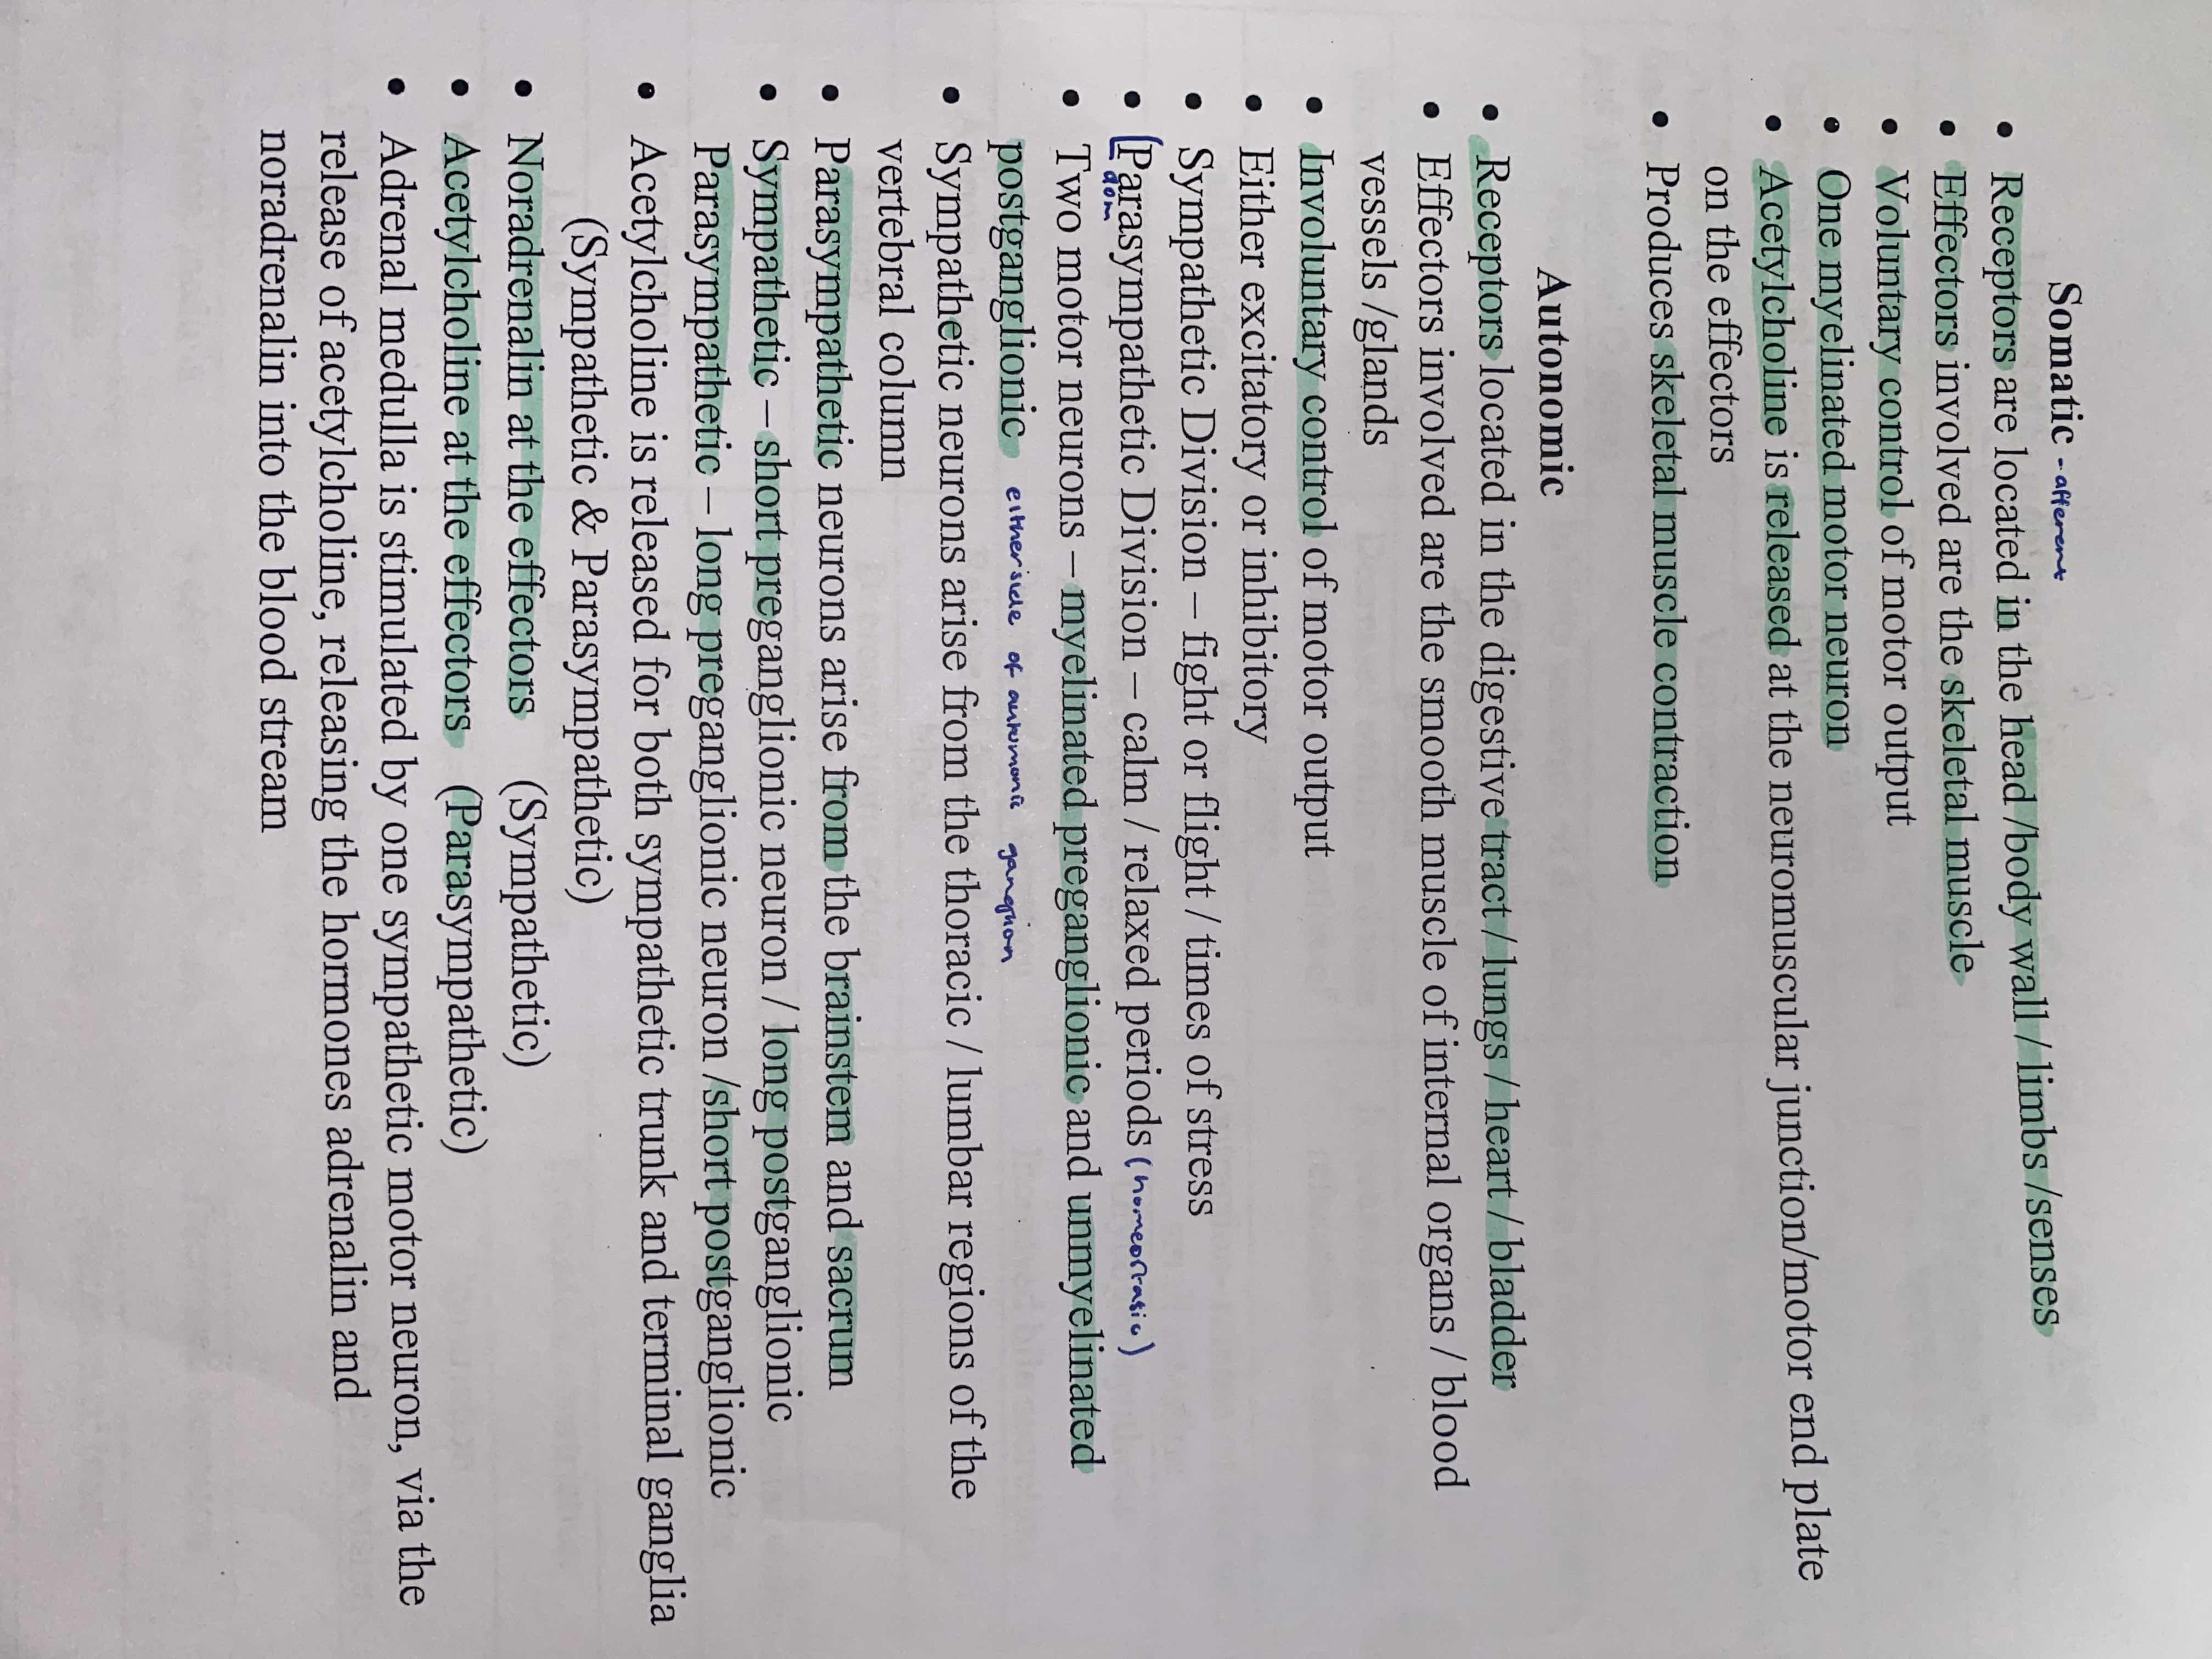 Somatic - afferent
• Receptors are located in the head /body wall / limbs /senses
• Effectors involved are the skeletal muscle
• Voluntary control of motor output
• One myelinated motor neuron
• Acetylcholine is released at the neuromuscular junction/motor end plate
on the effectors
• Produces skeletal muscle contraction
Autonomic
• Receptors located in the digestive tract / lungs / heart / bladder
• Effectors involved are the smooth muscle of internal organs / blood
vessels /glands
• Involuntary control of motor output
• Either excitatory or inhibitory
• Sympathetic Division – fight or flight / times of stress
• Parasympathetic Division – calm / relaxed periods (homeostasis)
dom
• Two motor neurons – myelinated preganglionic and unmyelinated
postganglionic either side of autonomic ganglion
• Sympathetic neurons arise from the thoracic / lumbar regions of the
vertebral column
• Parasympathetic neurons arise from the brainstem and sacrum
• Sympathetic – short preganglionic neuron / long postganglionic
Parasympathetic – long preganglionic neuron /short postganglionic
• Acetylcholine is released for both sympathetic trunk and terminal ganglia
(Sympathetic & Parasympathetic)
• Noradrenalin at the effectors (Sympathetic)
• Acetylcholine at the effectors (Parasympathetic)
• Adrenal medulla is stimulated by one sympathetic motor neuron, via the
release of acetylcholine, releasing the hormones adrenalin and
noradrenalin into the blood stream